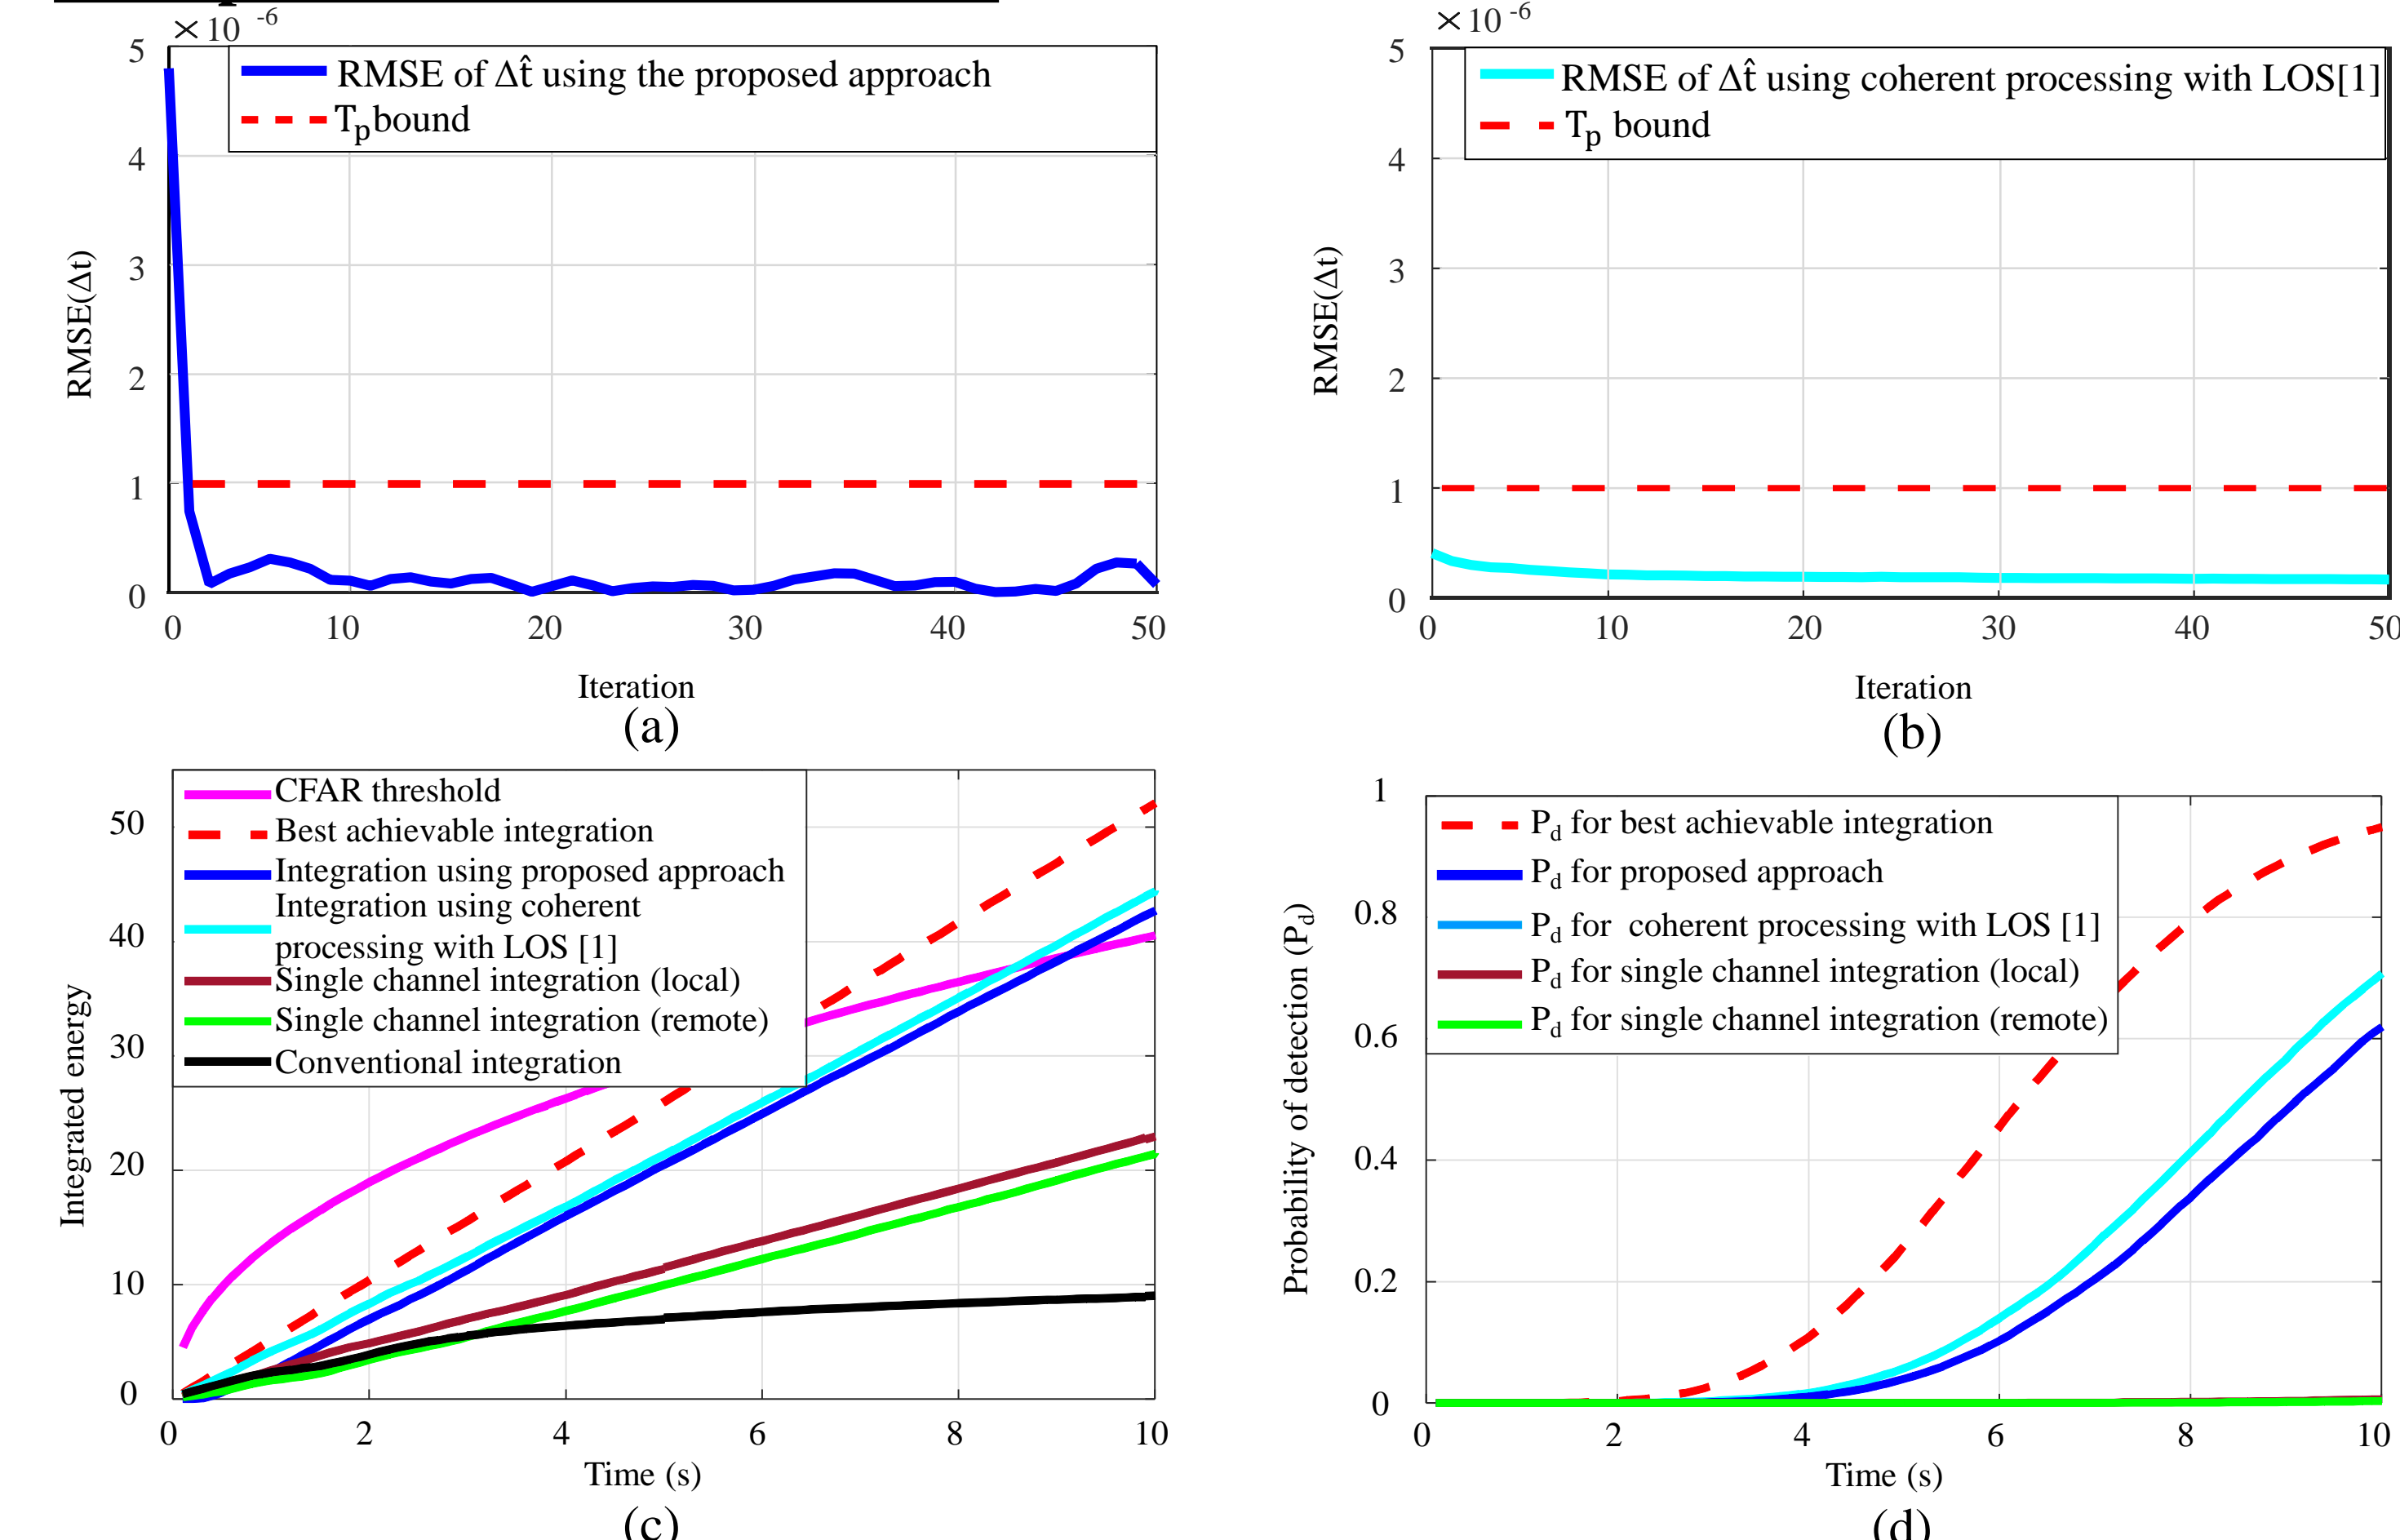 ×10 -6
RMSE of Δt̂ using the proposed approach
Tp bound
5
4
3
2
1
0
RMSE(Δt)
0 10 20 30 40 50
Iteration
(a)
×10 -6
RMSE of Δt̂ using coherent processing with LOS[1]
Tp bound
5
4
3
2
1
0
RMSE(Δt)
0 10 20 30 40 50
Iteration
(b)
CFAR threshold
Best achievable integration
Integration using proposed approach
Integration using coherent
processing with LOS [1]
Single channel integration (local)
Single channel integration (remote)
Conventional integration
50
40
30
20
10
0
Integrated energy
0 2 4 6 8 10
Time (s)
(c)
Pd for best achievable integration
Pd for proposed approach
Pd for coherent processing with LOS [1]
Pd for single channel integration (local)
Pd for single channel integration (remote)
1
0.8
0.6
0.4
0.2
0
Probability of detection (Pd)
0 2 4 6 8 10
Time (s)
(d)